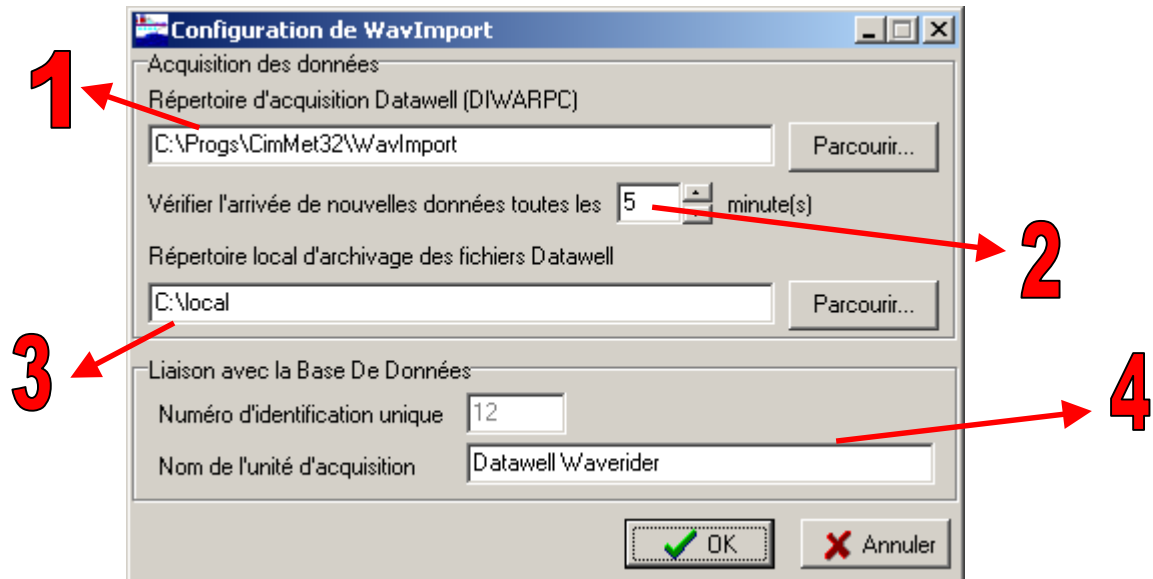 Configuration de WavImport
1
Acquisition des données
Répertoire d'acquisition Datawell (DIWARPC)
C:\Progs\CimMet32\WavImport
Parcourir...
Vérifier l'arrivée de nouvelles données toutes les 5 minute(s)
2
Répertoire local d'archivage des fichiers Datawell
C:\local
Parcourir...
3
Liaison avec la Base De Données
4
Numéro d'identification unique 12
Nom de l'unité d'acquisition Datawell Waverider
OK
Annuler